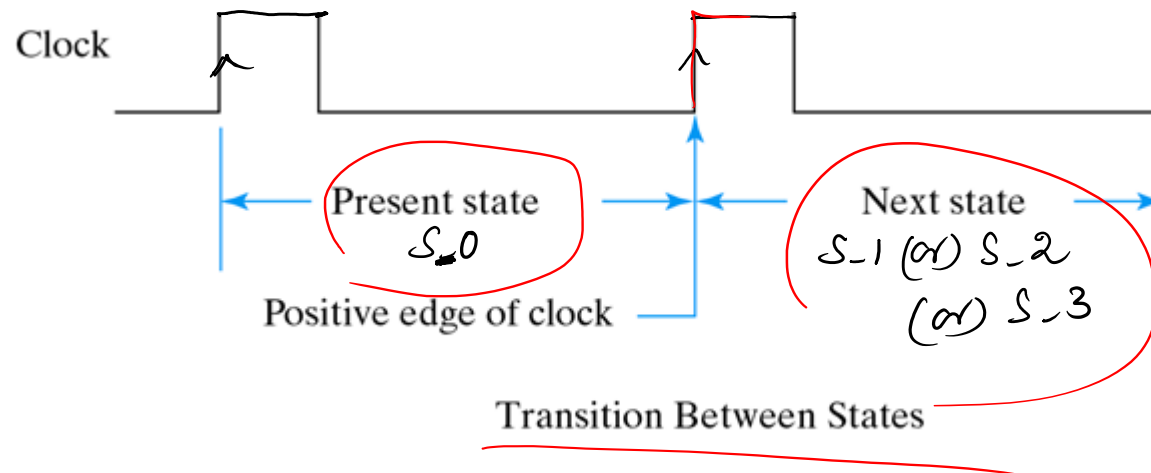 Clock
Present state
Next state
S_0
S_1 (or) S_2
(or) S_3
Positive edge of clock
Transition Between States